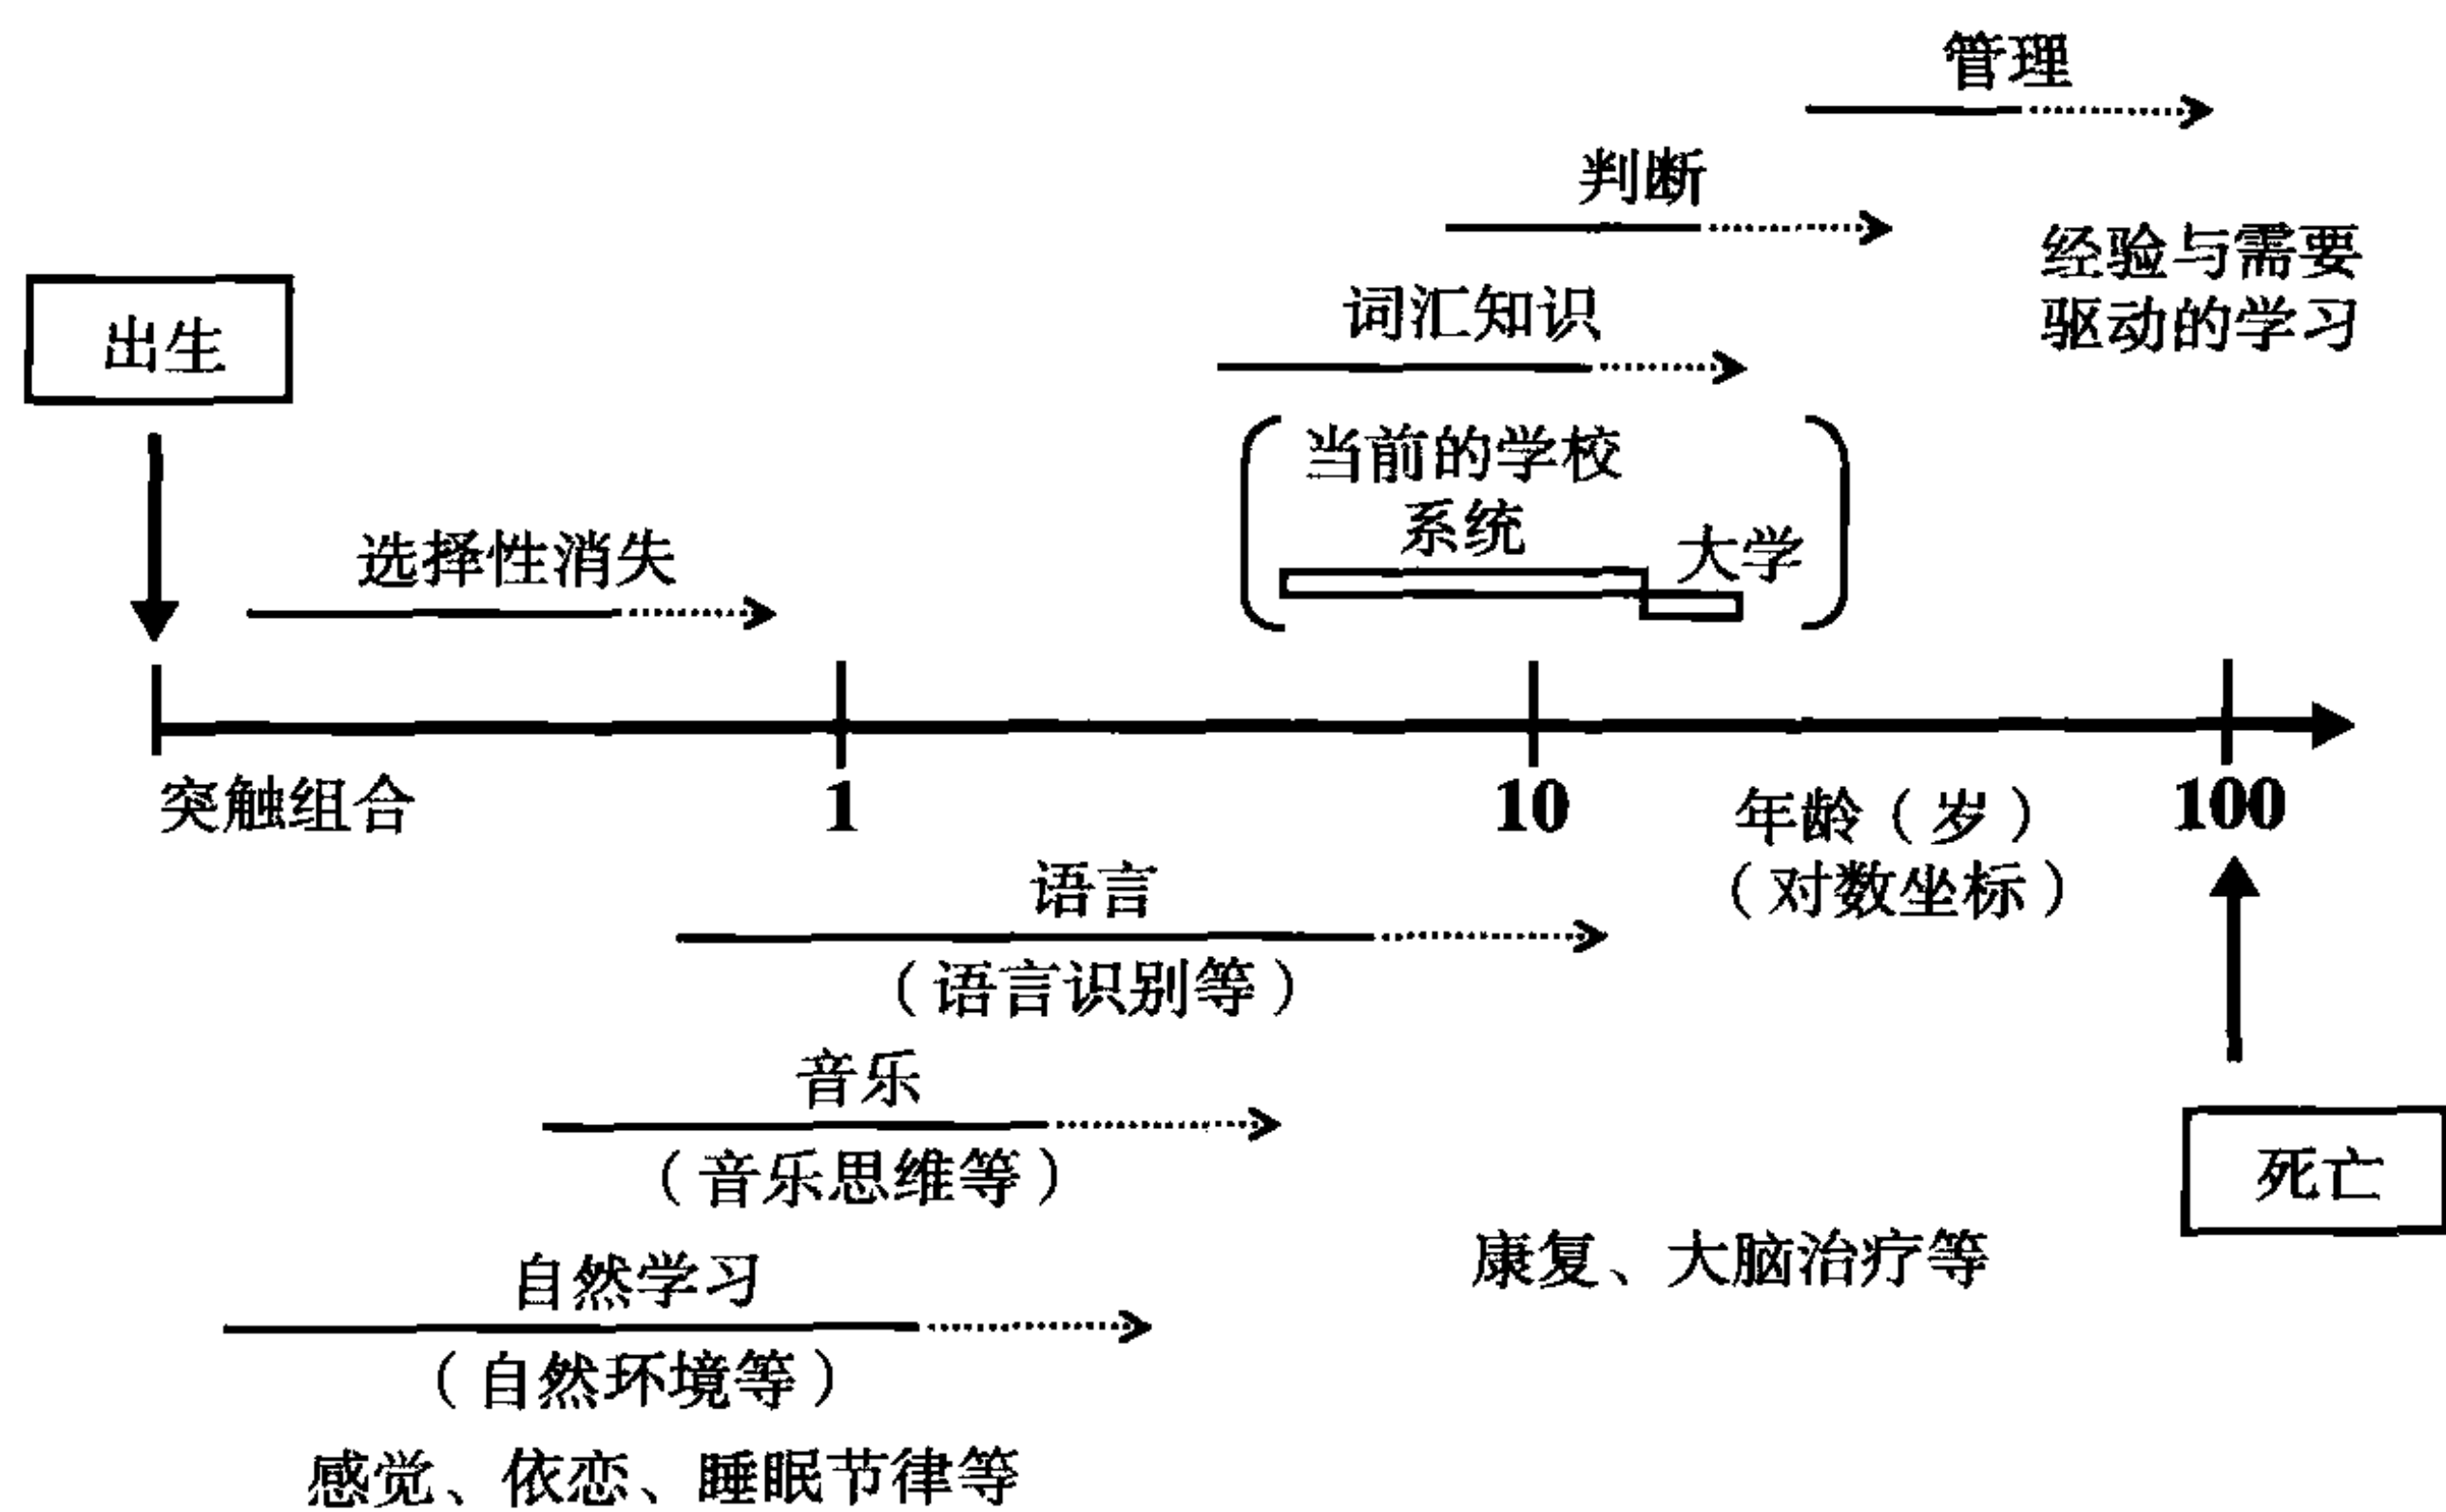 管理
判断
经验与需要
驱动的学习
词汇知识
出生
当前的学校
系统
大学
选择性消失
突触组合
1
10
年龄（岁）
（对数坐标）
100
语言
（语言识别等）
音乐
（音乐思维等）
死亡
康复、大脑治疗等
自然学习
（自然环境等）
感觉、依恋、睡眠节律等